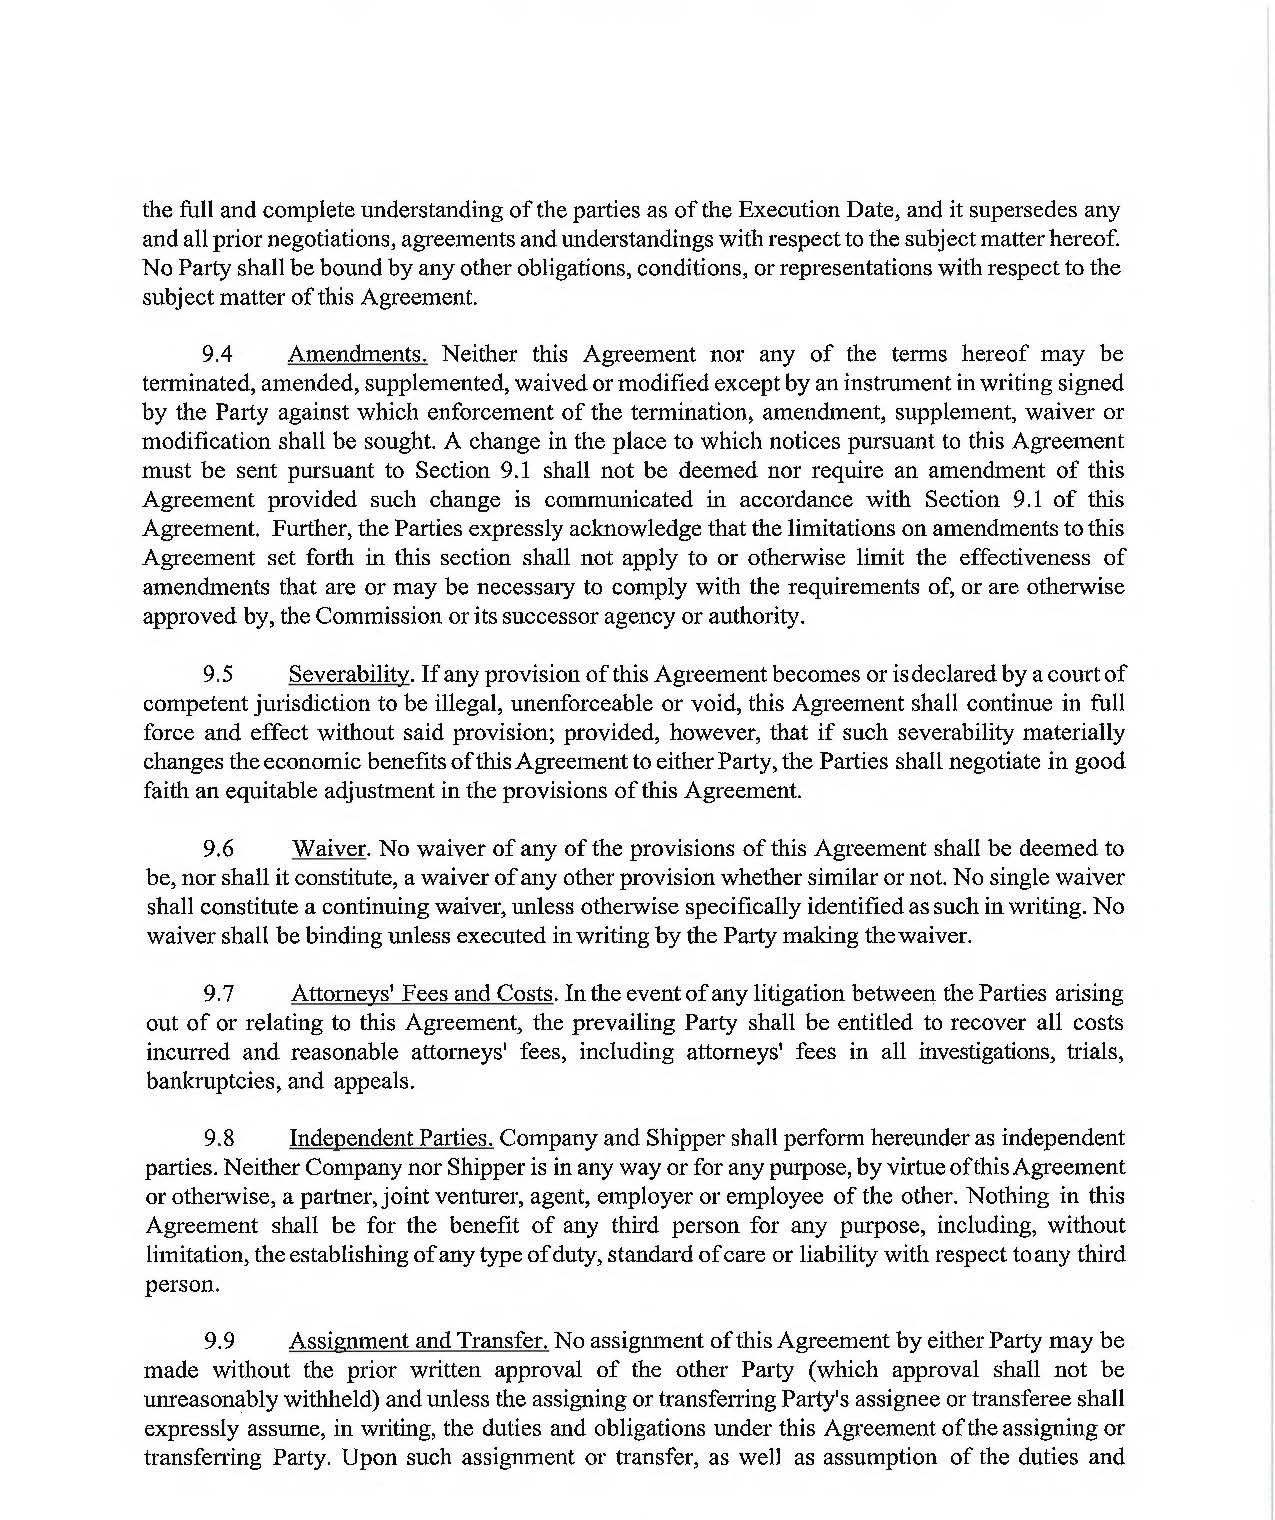 the full and complete understanding of the parties as of the Execution Date, and it supersedes any
and all prior negotiations, agreements and understandings with respect to the subject matter hereof.
No Party shall be bound by any other obligations, conditions, or representations with respect to the
subject matter of this Agreement.
9.4 Amendments. Neither this Agreement nor any of the terms hereof may be
terminated, amended, supplemented, waived or modified except by an instrument in writing signed
by the Party against which enforcement of the termination, amendment, supplement, waiver or
modification shall be sought. A change in the place to which notices pursuant to this Agreement
must be sent pursuant to Section 9.1 shall not be deemed nor require an amendment of this
Agreement provided such change is communicated in accordance with Section 9.1 of this
Agreement. Further, the Parties expressly acknowledge that the limitations on amendments to this
Agreement set forth in this section shall not apply to or otherwise limit the effectiveness of
amendments that are or may be necessary to comply with the requirements of, or are otherwise
approved by, the Commission or its successor agency or authority.
9.5 Severability. If any provision of this Agreement becomes or is declared by a court of
competent jurisdiction to be illegal, unenforceable or void, this Agreement shall continue in full
force and effect without said provision; provided, however, that if such severability materially
changes the economic benefits of this Agreement to either Party, the Parties shall negotiate in good
faith an equitable adjustment in the provisions of this Agreement.
9.6 Waiver. No waiver of any of the provisions of this Agreement shall be deemed to
be, nor shall it constitute, a waiver of any other provision whether similar or not. No single waiver
shall constitute a continuing waiver, unless otherwise specifically identified as such in writing. No
waiver shall be binding unless executed in writing by the Party making the waiver.
9.7 Attorneys' Fees and Costs. In the event of any litigation between the Parties arising
out of or relating to this Agreement, the prevailing Party shall be entitled to recover all costs
incurred and reasonable attorneys' fees, including attorneys' fees in all investigations, trials,
bankruptcies, and appeals.
9.8 Independent Parties. Company and Shipper shall perform hereunder as independent
parties. Neither Company nor Shipper is in any way or for any purpose, by virtue of this Agreement
or otherwise, a partner, joint venturer, agent, employer or employee of the other. Nothing in this
Agreement shall be for the benefit of any third person for any purpose, including, without
limitation, the establishing of any type of duty, standard of care or liability with respect to any third
person.
9.9 Assignment and Transfer. No assignment of this Agreement by either Party may be
made without the prior written approval of the other Party (which approval shall not be
unreasonably withheld) and unless the assigning or transferring Party's assignee or transferee shall
expressly assume, in writing, the duties and obligations under this Agreement of the assigning or
transferring Party. Upon such assignment or transfer, as well as assumption of the duties and